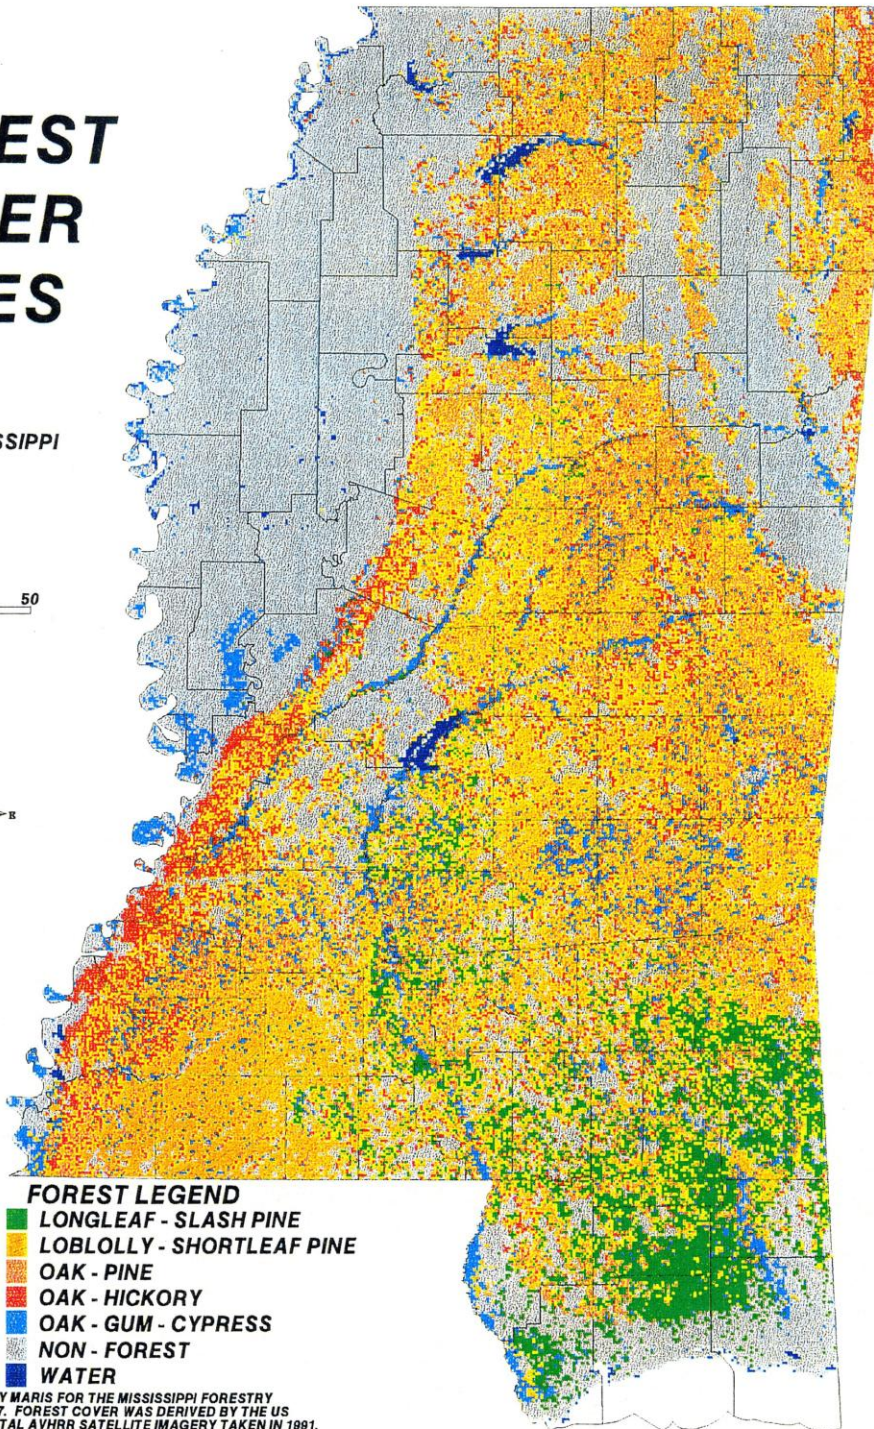 EST
ER
ES
SSIPPI
50
E
FOREST LEGEND
LONGLEAF - SLASH PINE
LOBLOLLY - SHORTLEAF PINE
OAK - PINE
OAK - HICKORY
OAK - GUM - CYPRESS
NON - FOREST
WATER
Y MARIS FOR THE MISSISSIPPI FORESTRY
7. FOREST COVER WAS DERIVED BY THE US
TAL AVHRR SATELLITE IMAGERY TAKEN IN 1991.